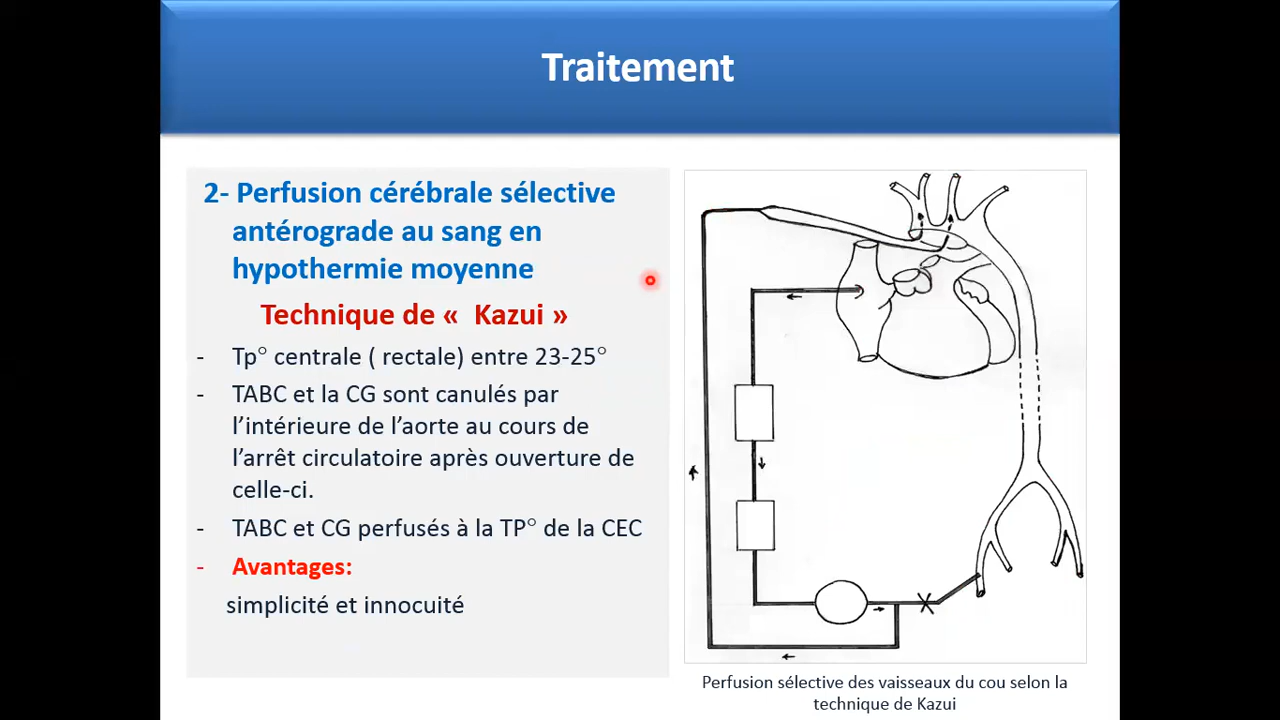 Traitement
2- Perfusion cérébrale sélective
antérograde au sang en
hypothermie moyenne
Technique de «  Kazui »
- Tp° centrale ( rectale) entre 23-25°
- TABC et la CG sont canulés par
l’intérieure de l’aorte au cours de
l’arrêt circulatoire après ouverture de
celle-ci.
- TABC et CG perfusés à la TP° de la CEC
- Avantages:
simplicité et innocuité
Perfusion sélective des vaisseaux du cou selon la
technique de Kazui